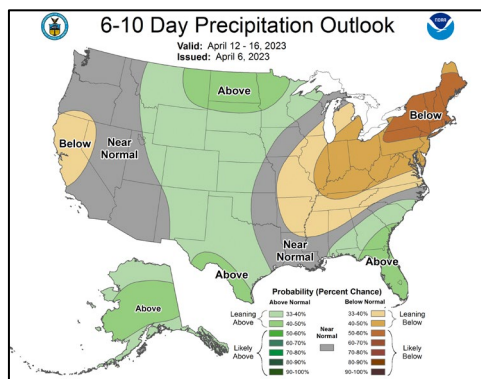 6-10 Day Precipitation Outlook
NOAA
Valid: April 12 - 16, 2023
Issued: April 6, 2023
Above
Below
Below
Near
Normal
Near
Normal
Above
Above
Above
Probability (Percent Chance)
Above Normal
Below Normal
Leaning
Above
33-40%
40-50%
Near
Normal
33-40%
40-50%
Leaning
Below
Likely
Above
50-60%
60-70%
70-80%
80-90%
90-100%
50-60%
60-70%
70-80%
80-90%
90-100%
Likely
Below